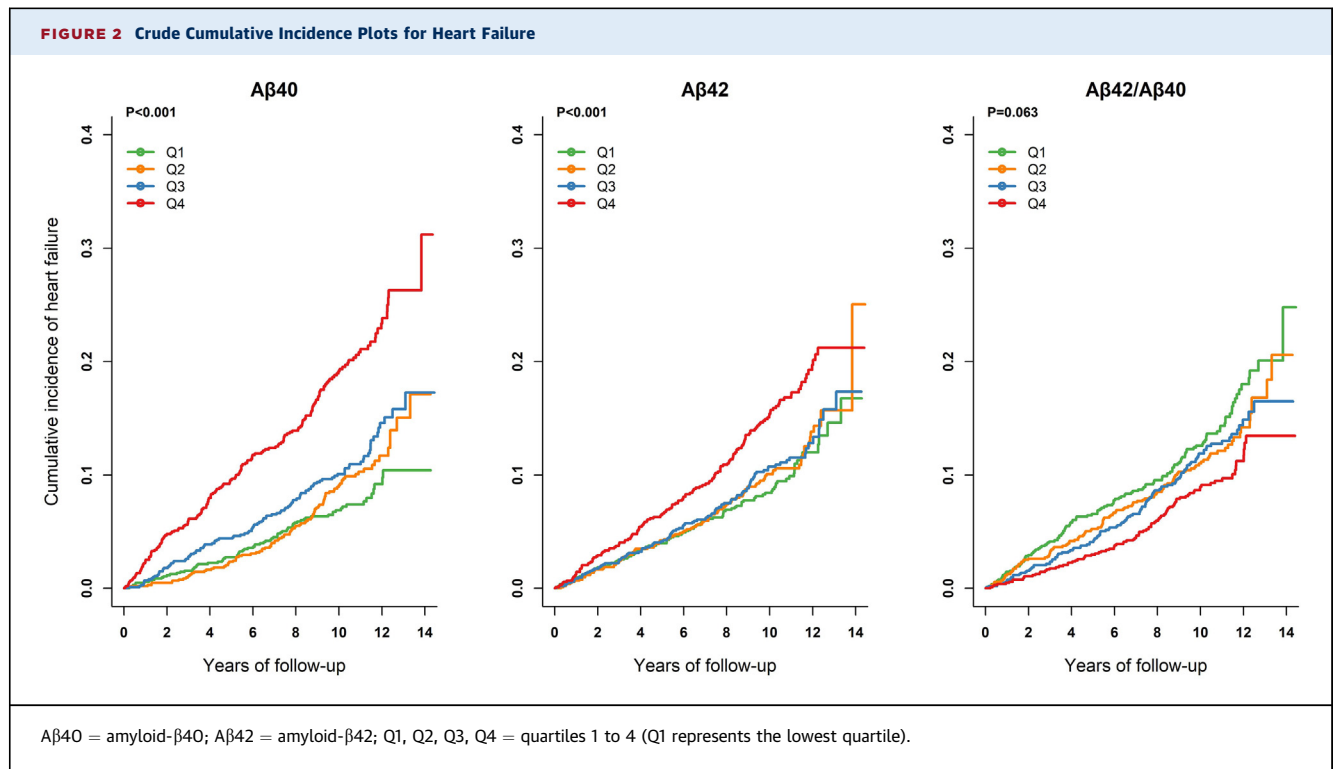 FIGURE 2 Crude Cumulative Incidence Plots for Heart Failure
Aβ40
P<0.001
Q1
Q2
Q3
Q4
Cumulative incidence of heart failure
0.4
0.3
0.2
0.1
0.0
0 2 4 6 8 10 12 14
Years of follow-up
Aβ42
P<0.001
Q1
Q2
Q3
Q4
0.4
0.3
0.2
0.1
0.0
0 2 4 6 8 10 12 14
Years of follow-up
Aβ42/Aβ40
P=0.063
Q1
Q2
Q3
Q4
0.4
0.3
0.2
0.1
0.0
0 2 4 6 8 10 12 14
Years of follow-up
Aβ40 = amyloid-β40; Aβ42 = amyloid-β42; Q1, Q2, Q3, Q4 = quartiles 1 to 4 (Q1 represents the lowest quartile).